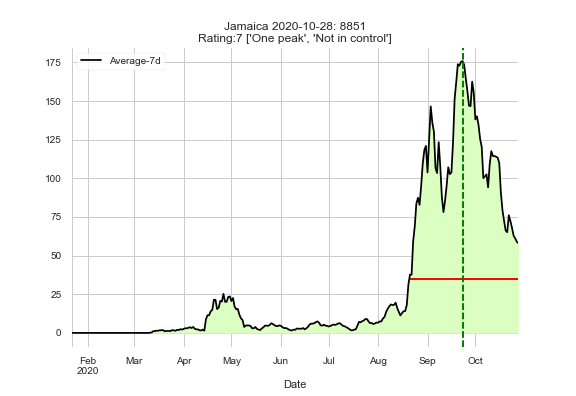 Jamaica 2020-10-28: 8851
Rating:7 ['One peak', 'Not in control']
Average-7d
175
150
125
100
75
50
25
0
Feb Mar Apr May Jun Jul Aug Sep Oct
2020
Date